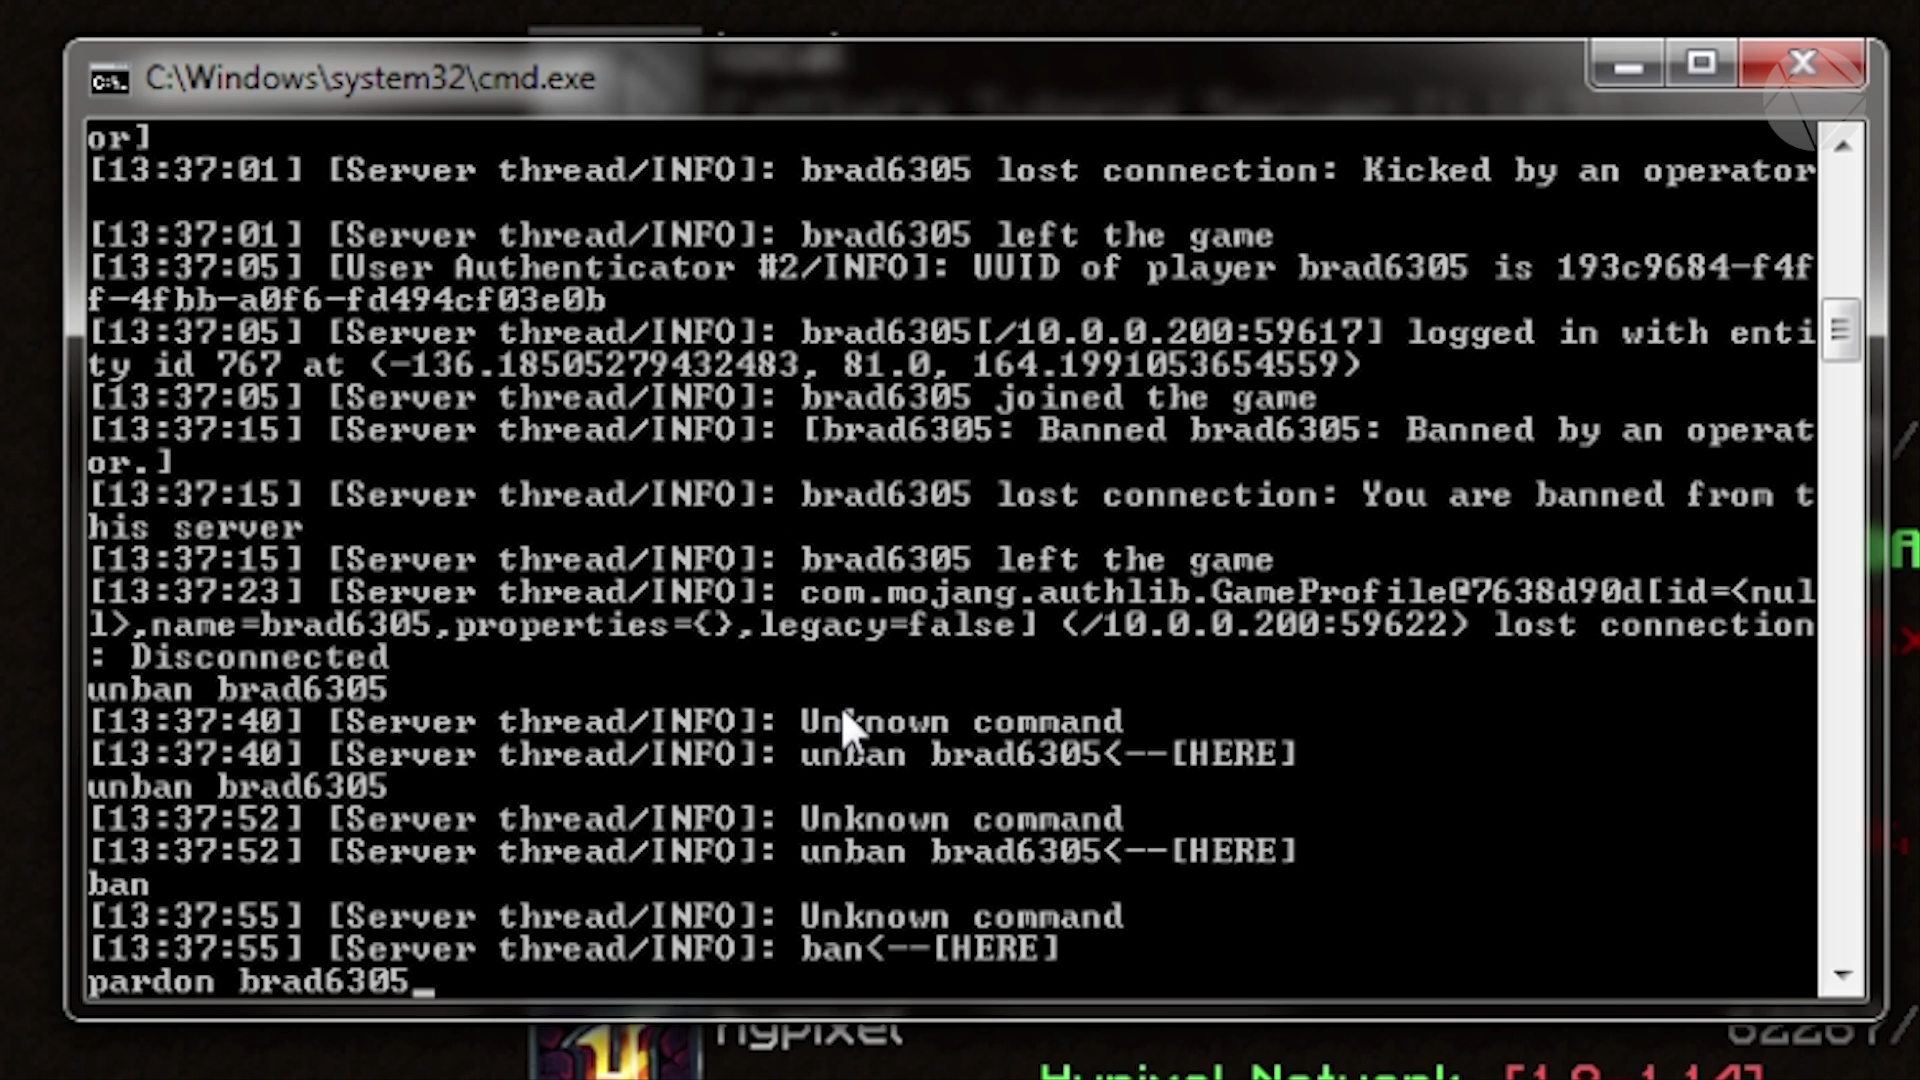 C:\Windows\system32\cmd.exe
or]
[13:37:01] [Server thread/INFO]: brad6305 lost connection: Kicked by an operator
[13:37:01] [Server thread/INFO]: brad6305 left the game
[13:37:05] [User Authenticator #2/INFO]: UUID of player brad6305 is 193c9684-f4f
f-4fbb-a0f6-fd494cf03e0b
[13:37:05] [Server thread/INFO]: brad6305[/10.0.0.200:59617] logged in with enti
ty id 767 at (-136.18505279432483, 81.0, 164.1991053654559)
[13:37:05] [Server thread/INFO]: brad6305 joined the game
[13:37:15] [Server thread/INFO]: [brad6305: Banned brad6305: Banned by an operat
or.]
[13:37:15] [Server thread/INFO]: brad6305 lost connection: You are banned from t
his server
[13:37:15] [Server thread/INFO]: brad6305 left the game
[13:37:23] [Server thread/INFO]: com.mojang.authlib.GameProfile@7638d90d[id=<nul
l>,name=brad6305,properties={},legacy=false] (/10.0.0.200:59622) lost connection
: Disconnected
unban brad6305
[13:37:40] [Server thread/INFO]: Unknown command
[13:37:40] [Server thread/INFO]: unban brad6305<--[HERE]
unban brad6305
[13:37:52] [Server thread/INFO]: Unknown command
[13:37:52] [Server thread/INFO]: unban brad6305<--[HERE]
ban
[13:37:55] [Server thread/INFO]: Unknown command
[13:37:55] [Server thread/INFO]: ban<--[HERE]
pardon brad6305_
hypixel
Hypixel Network [1.8-1.14]